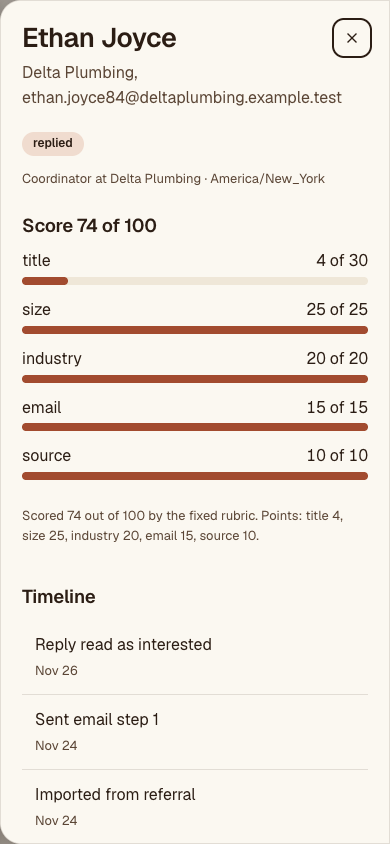 Ethan Joyce
×
Delta Plumbing,
ethan.joyce84@deltaplumbing.example.test
replied
Coordinator at Delta Plumbing · America/New_York
Score 74 of 100
title 4 of 30
size 25 of 25
industry 20 of 20
email 15 of 15
source 10 of 10
Scored 74 out of 100 by the fixed rubric. Points: title 4,
size 25, industry 20, email 15, source 10.
Timeline
Reply read as interested
Nov 26
Sent email step 1
Nov 24
Imported from referral
Nov 24